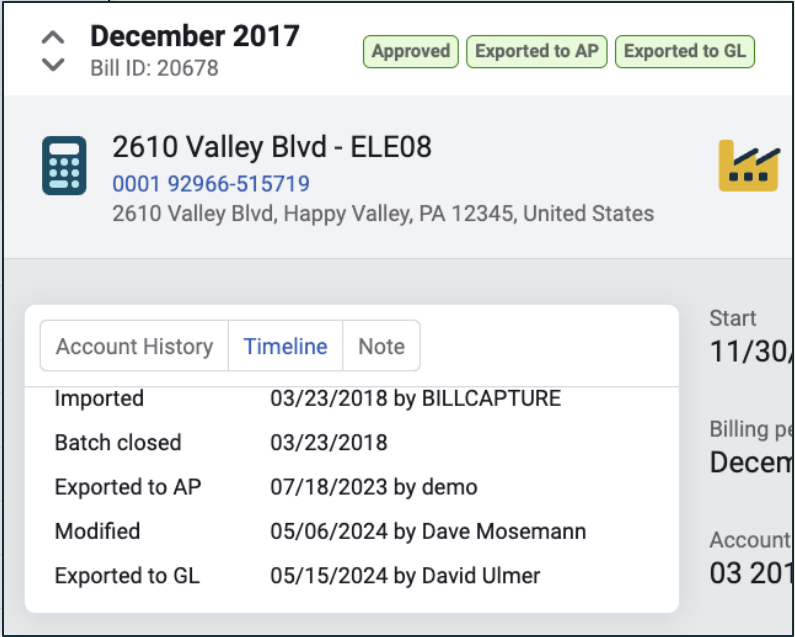 December 2017
Bill ID: 20678
Approved
Exported to AP
Exported to GL
2610 Valley Blvd - ELE08
0001 92966-515719
2610 Valley Blvd, Happy Valley, PA 12345, United States
Account History
Timeline
Note
Imported 03/23/2018 by BILLCAPTURE
Batch closed 03/23/2018
Exported to AP 07/18/2023 by demo
Modified 05/06/2024 by Dave Mosemann
Exported to GL 05/15/2024 by David Ulmer
Start
11/30/
Billing pe
Decem
Account
03 201